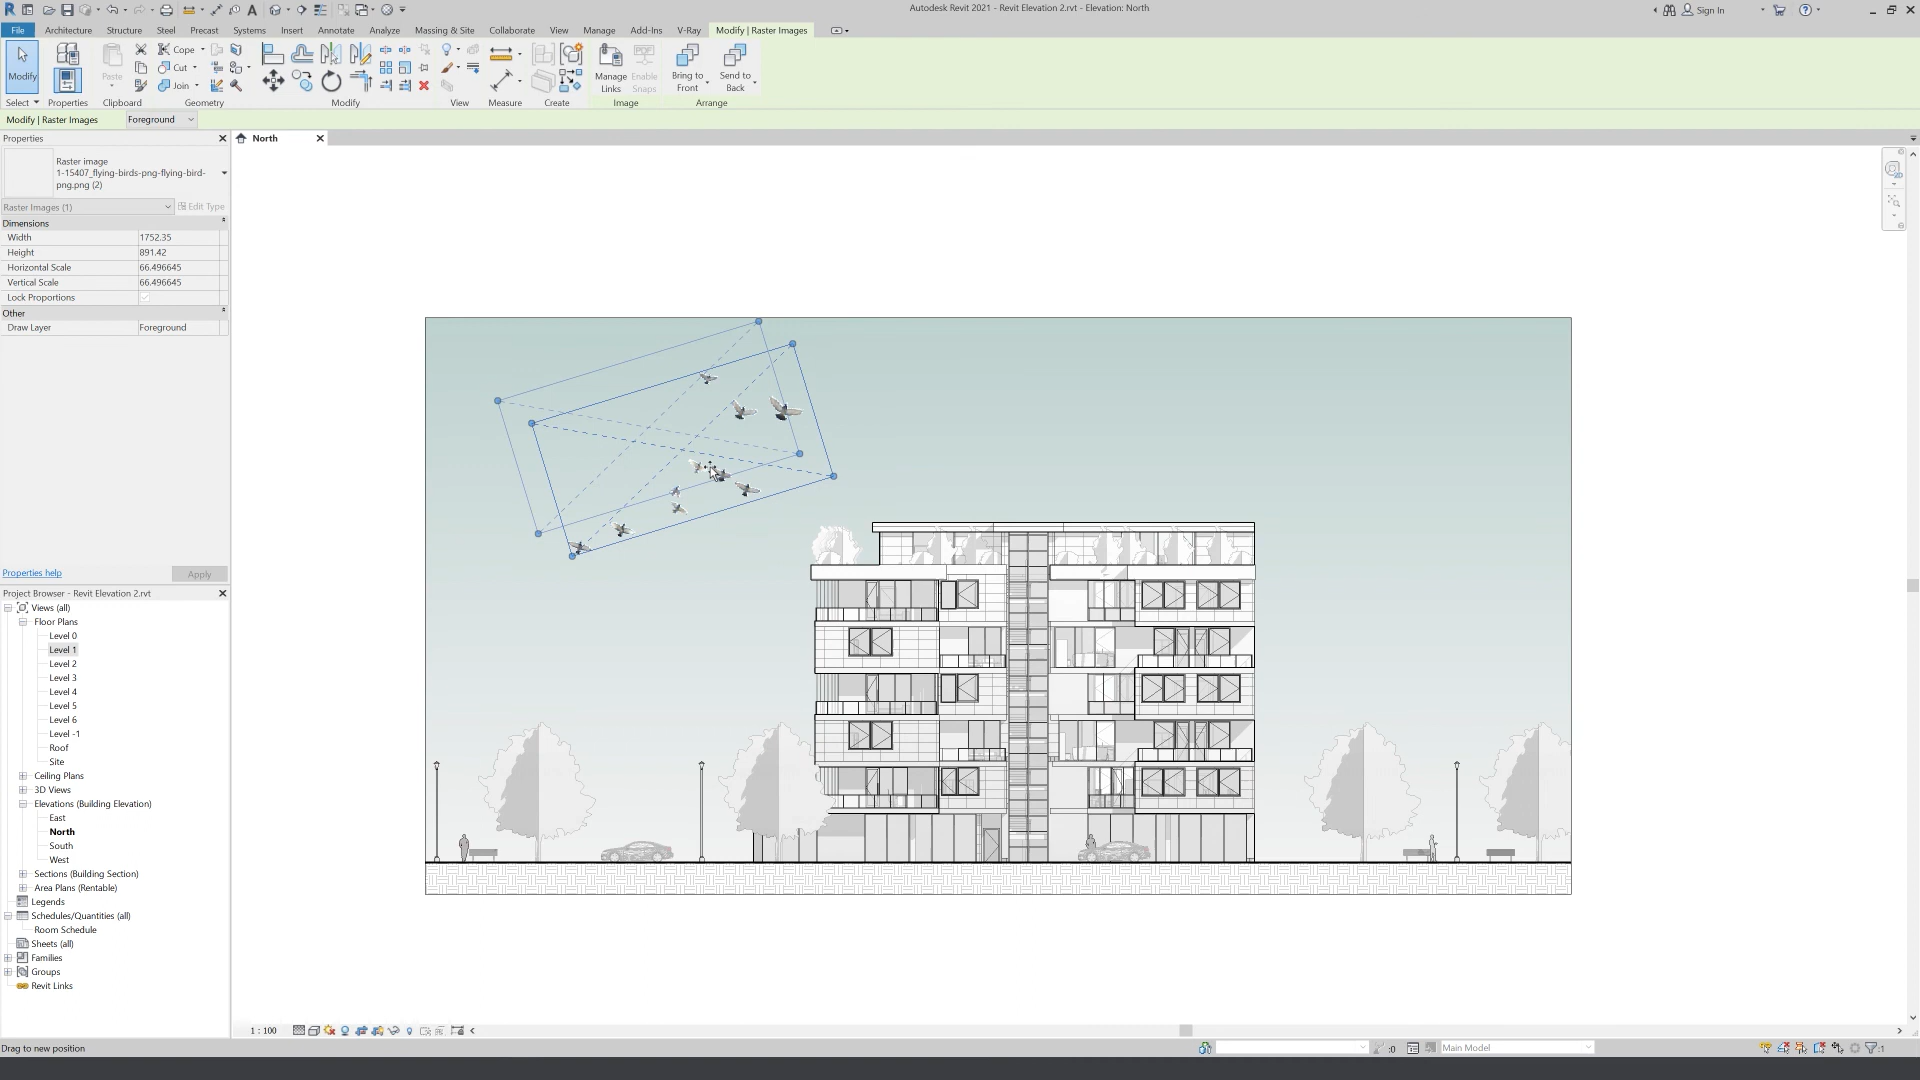 Autodesk Revit 2021 - Revit Elevation 2.rvt - Elevation: North
Sign In
File
Architecture
Structure
Steel
Precast
Systems
Insert
Annotate
Analyze
Massing & Site
Collaborate
View
Manage
Add-Ins
V-Ray
Modify | Raster Images
Modify
Paste
Cope
Cut
Join
Manage Links
Enable Snaps
Bring to Front
Send to Back
Select
Properties
Clipboard
Geometry
Modify
View
Measure
Create
Image
Arrange
Modify | Raster Images
Foreground
Properties
North
Raster image
1-15407_flying-birds-png-flying-bird-
png.png (2)
Raster Images (1)
Edit Type
Dimensions
Width 1752.35
Height 891.42
Horizontal Scale 66.496645
Vertical Scale 66.496645
Lock Proportions
Other
Draw Layer Foreground
Properties help
Apply
Project Browser - Revit Elevation 2.rvt
Views (all)
Floor Plans
Level 0
Level 1
Level 2
Level 3
Level 4
Level 5
Level 6
Level -1
Roof
Site
Ceiling Plans
3D Views
Elevations (Building Elevation)
East
North
South
West
Sections (Building Section)
Area Plans (Rentable)
Legends
Schedules/Quantities (all)
Room Schedule
Sheets (all)
Families
Groups
Revit Links
1 : 100
Drag to new position
:0
Main Model
:1